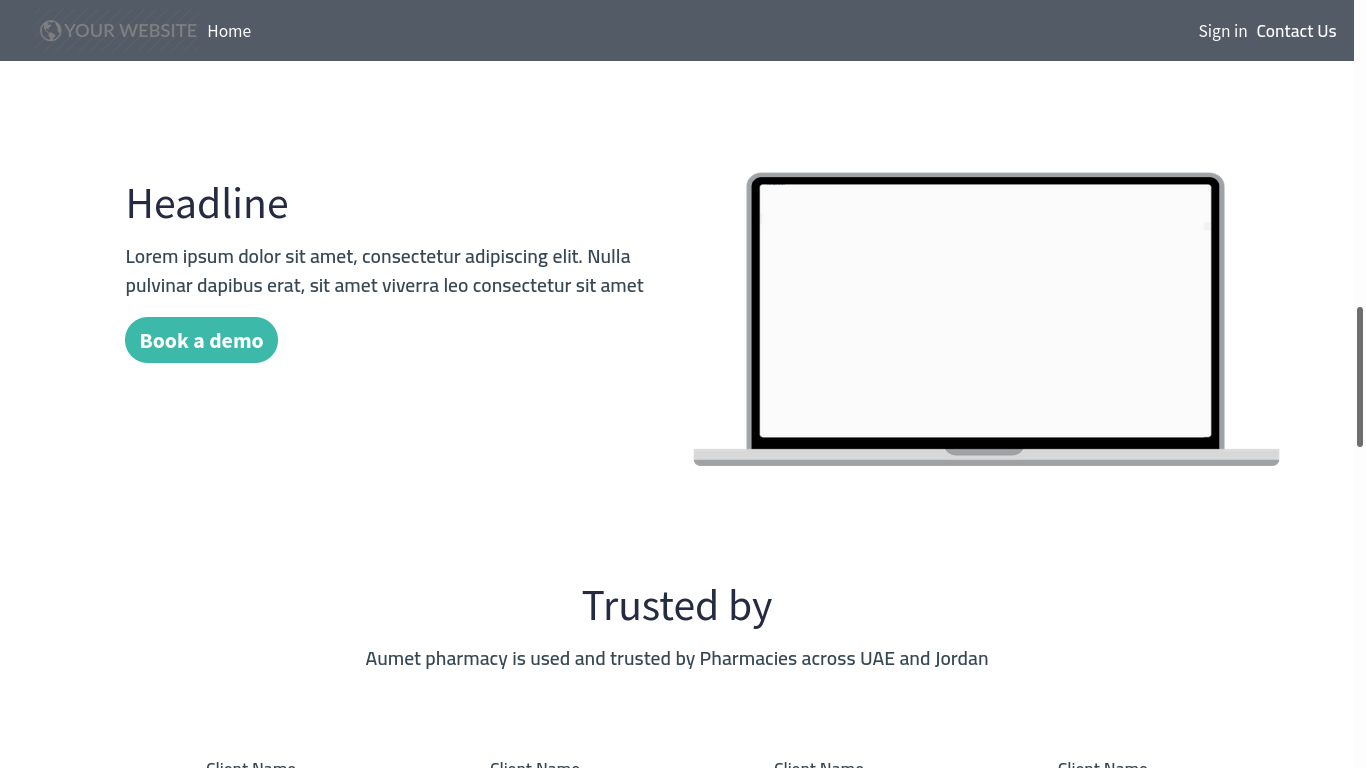 YOUR WEBSITE Home Sign in Contact Us
Headline
Lorem ipsum dolor sit amet, consectetur adipiscing elit. Nulla
pulvinar dapibus erat, sit amet viverra leo consectetur sit amet
Book a demo
Trusted by
Aumet pharmacy is used and trusted by Pharmacies across UAE and Jordan
Client Name Client Name Client Name Client Name